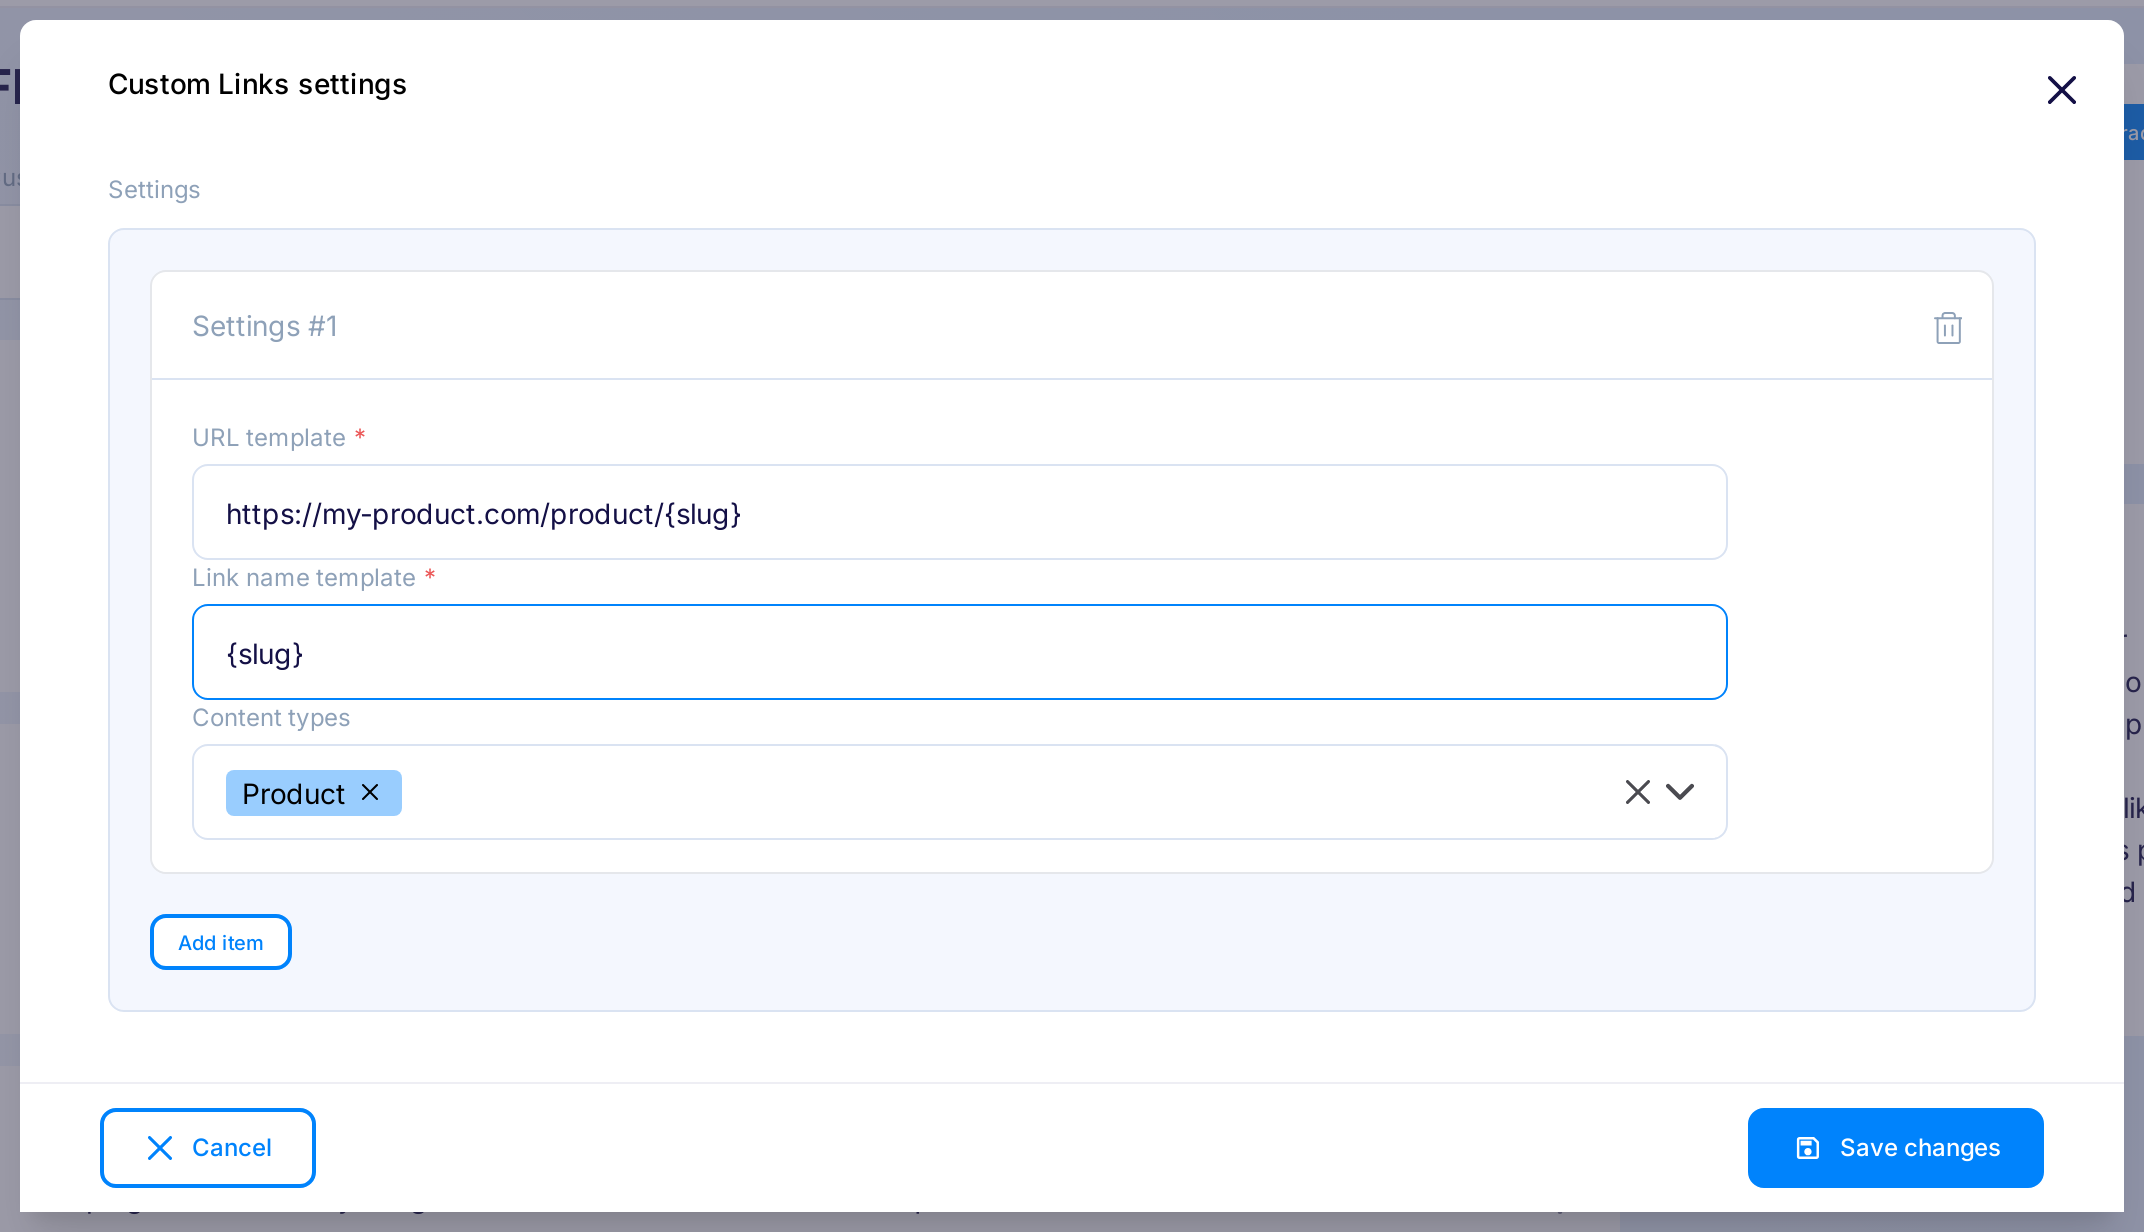 Custom Links settings
Settings
Settings #1
URL template *
https://my-product.com/product/{slug}
Link name template *
{slug}
Content types
Product
Add item
Cancel
Save changes